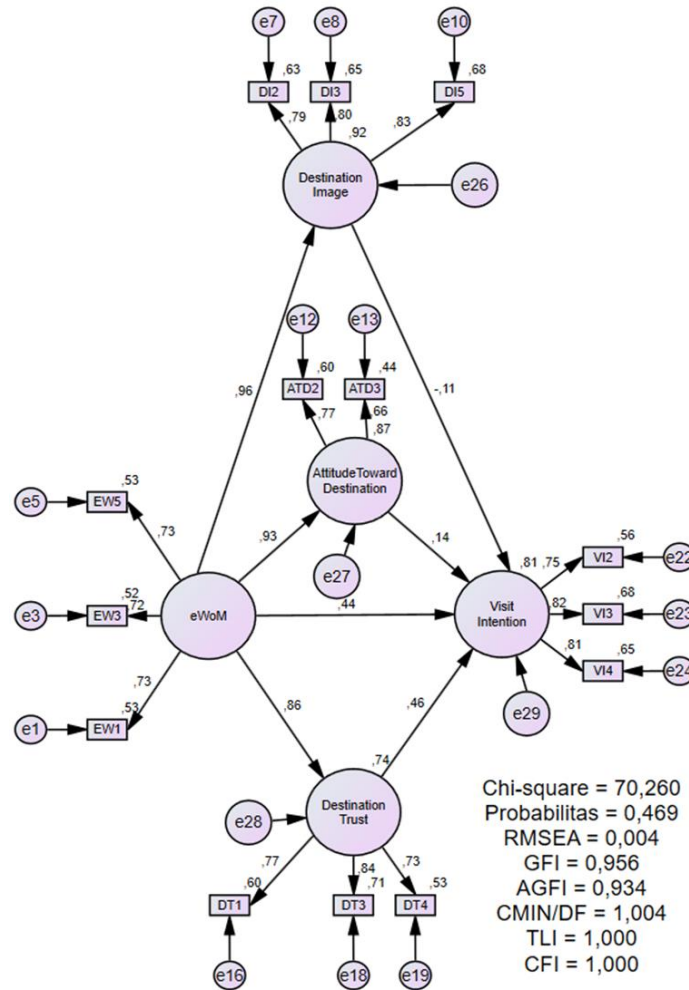 e7
e8
e10
,63
,65
,68
DI2
DI3
DI5
,79
,80
,83
,92
Destination
Image
e26
e12
e13
,60
,44
ATD2
ATD3
,96
-,11
,77
,66
,87
AttitudeToward
Destination
,53
e5
EW5
,73
,93
,14
e27
,56
,81
,75
VI2
e22
,52
e3
EW3
,72
eWoM
,44
Visit
Intention
,82
,68
VI3
e23
,81
,65
VI4
e24
,73
,53
e1
EW1
,86
,46
e29
,74
e28
Destination
Trust
,77
,84
,73
,60
,71
,53
DT1
DT3
DT4
e16
e18
e19
Chi-square = 70,260
Probabilitas = 0,469
RMSEA = 0,004
GFI = 0,956
AGFI = 0,934
CMIN/DF = 1,004
TLI = 1,000
CFI = 1,000